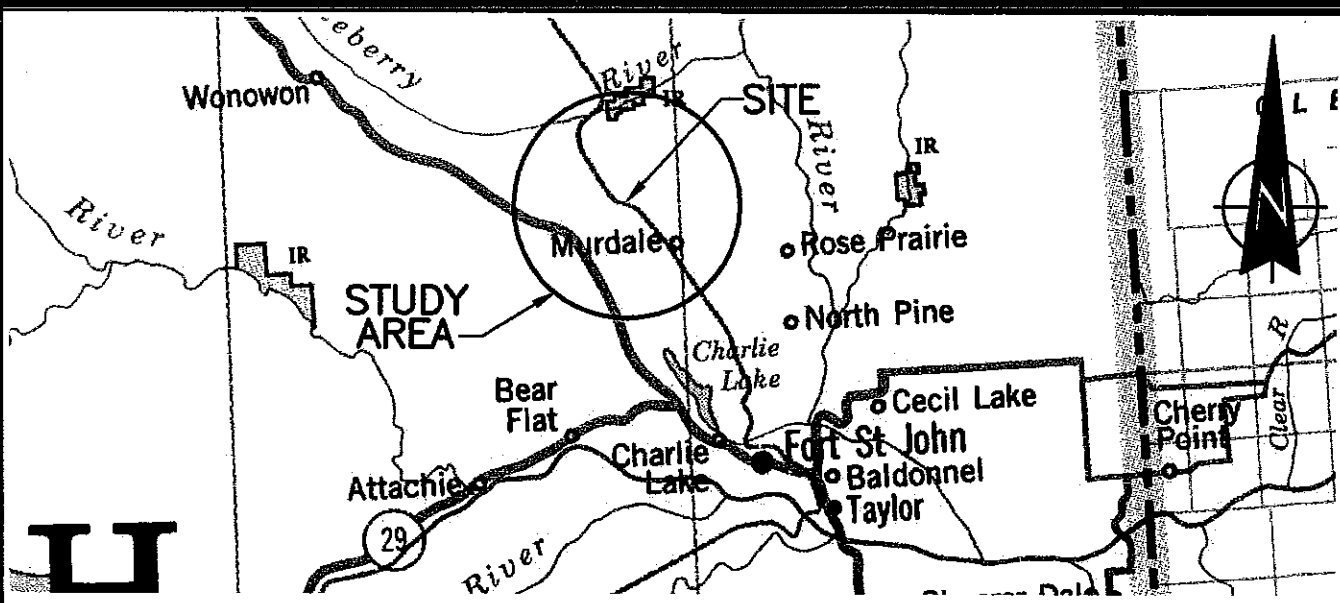 eberry
River
Wonowon
IR
SITE
River
IR
N
L
River
IR
Murdale
Rose Prairie
STUDY
AREA
North Pine
Charlie
Lake
Bear
Flat
Cecil Lake
Cherry
Point
Clear R
Charlie
Lake
Fort St John
Baldonnel
Attachie
Taylor
29
River